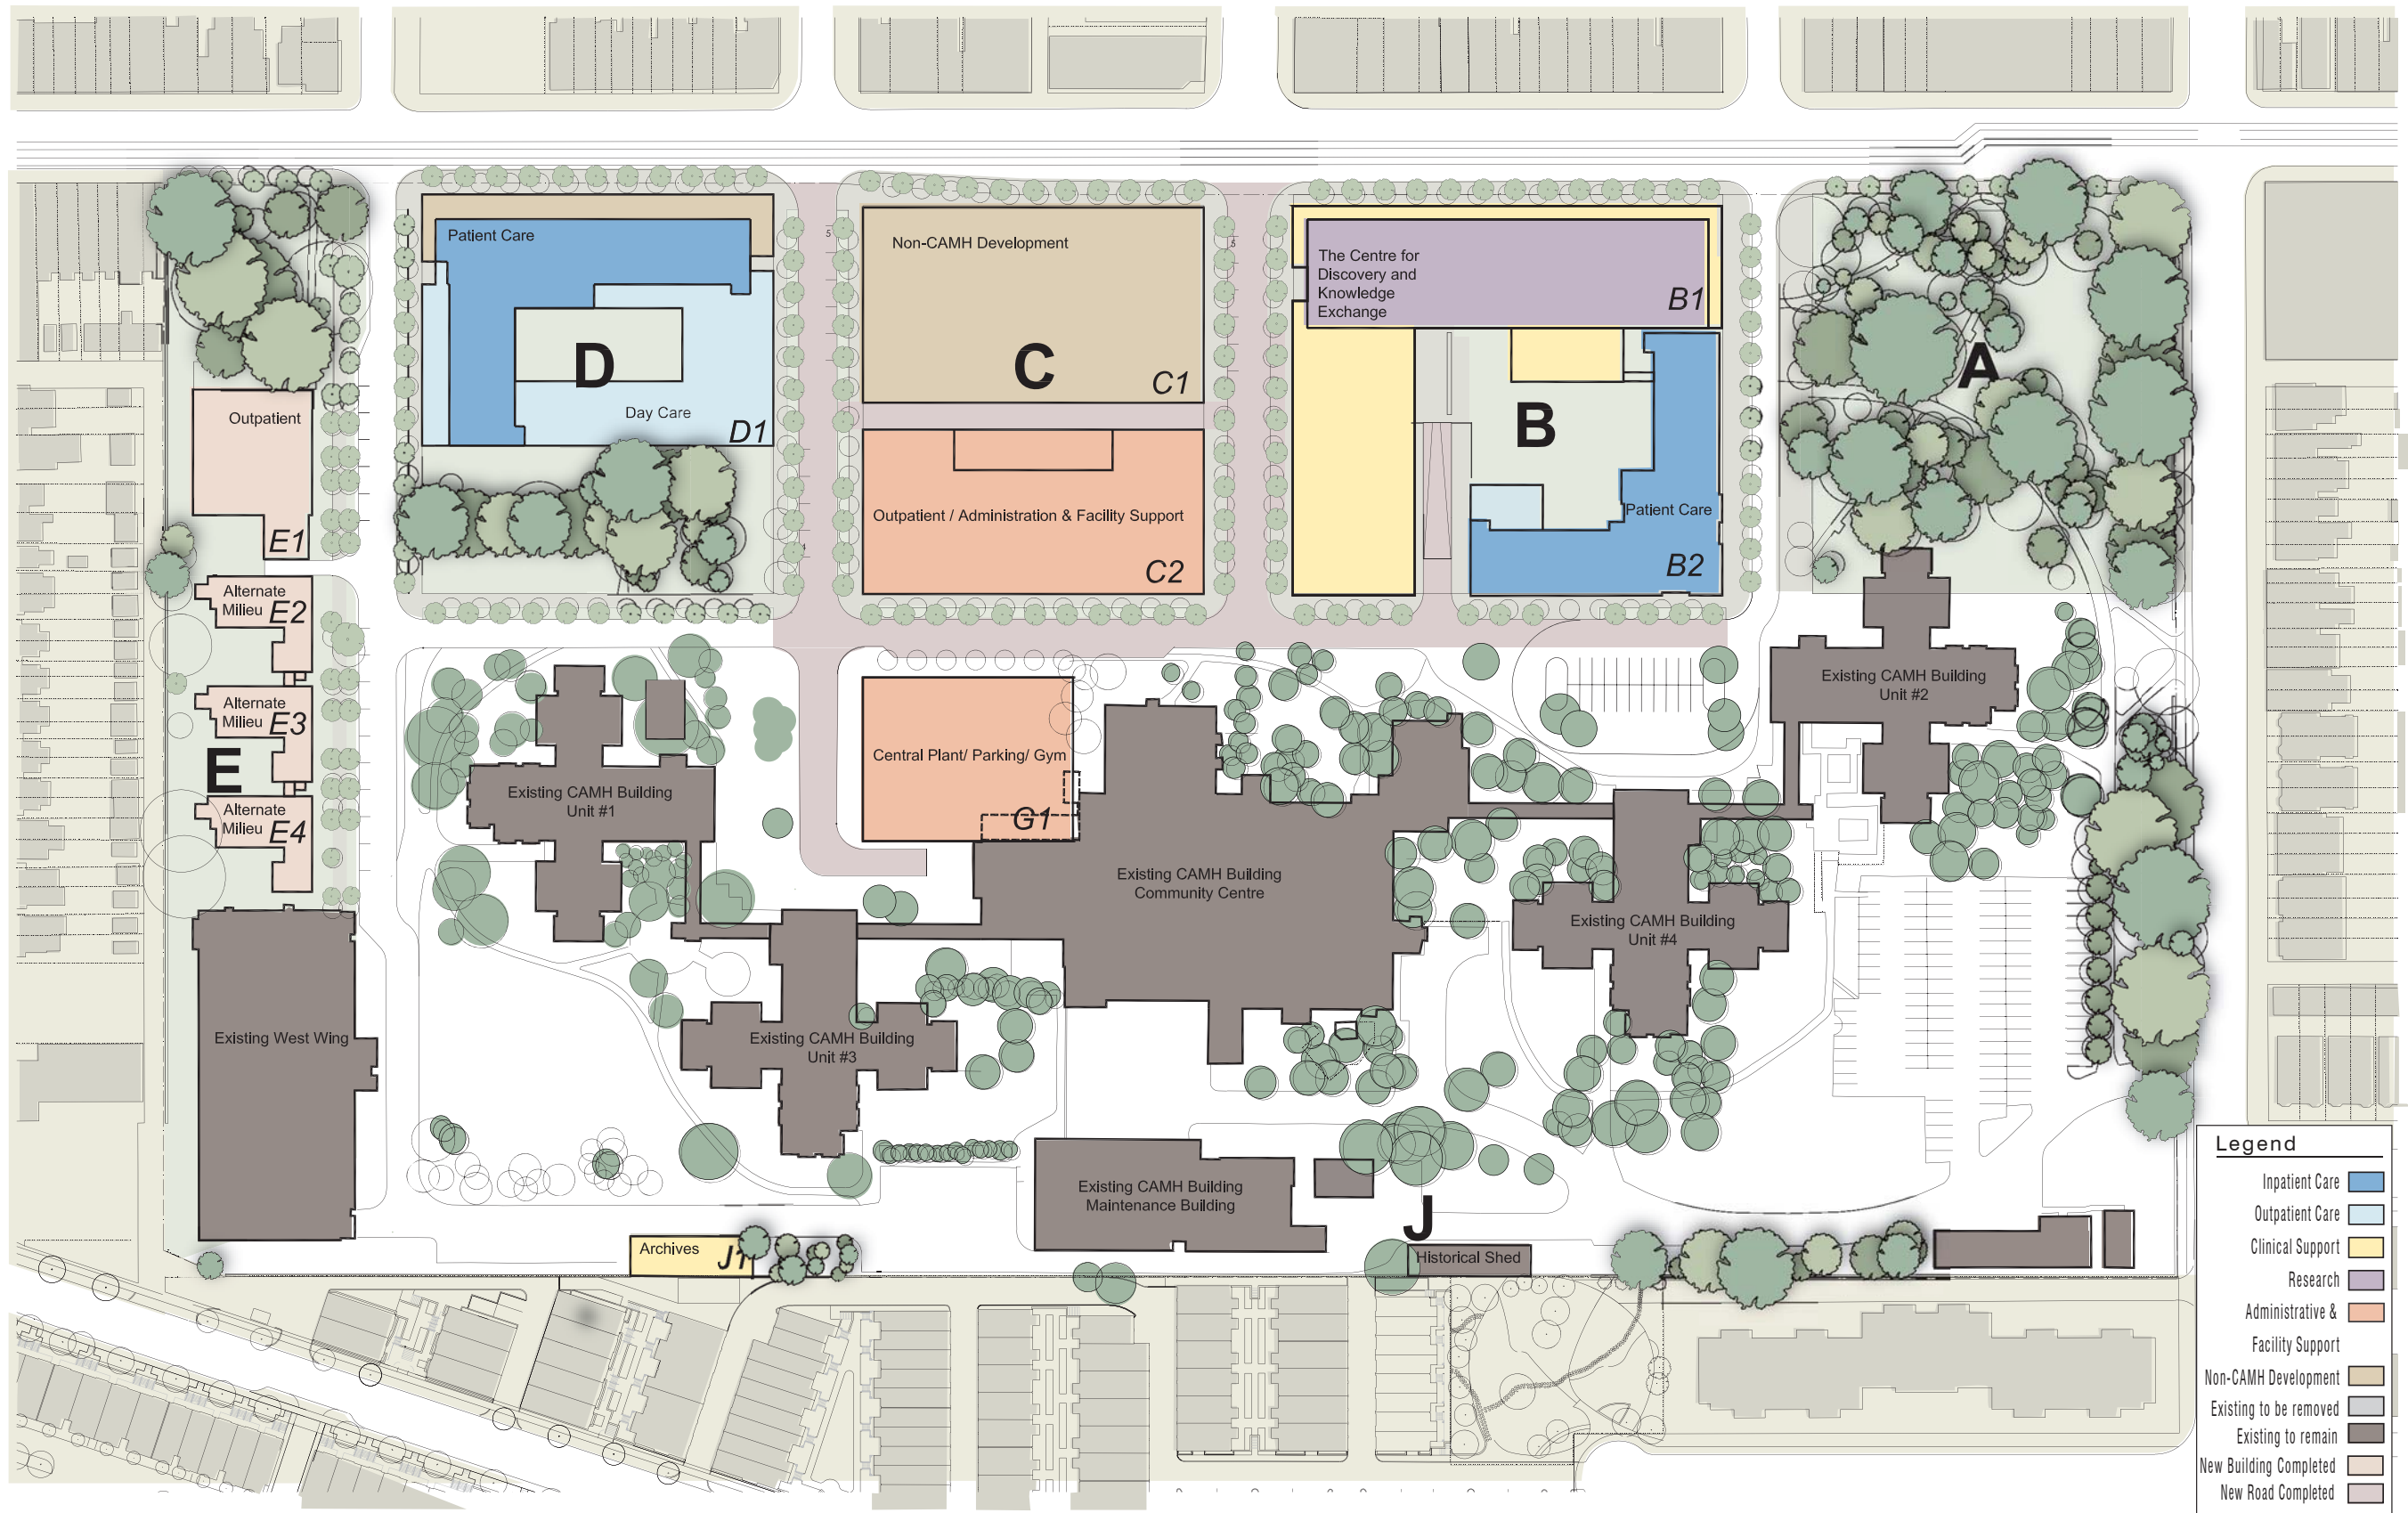 Patient Care
D
Day Care
D1
Non-CAMH Development
C
C1
Outpatient / Administration & Facility Support
C2
The Centre for
Discovery and
Knowledge
Exchange
B1
B
Patient Care
B2
A
Outpatient
E1
Alternate
Milieu
E2
Alternate
Milieu
E3
E
Alternate
Milieu
E4
Existing West Wing
Existing CAMH Building
Unit #1
Central Plant/ Parking/ Gym
G1
Existing CAMH Building
Community Centre
Existing CAMH Building
Unit #2
Existing CAMH Building
Unit #4
Existing CAMH Building
Unit #3
Existing CAMH Building
Maintenance Building
J
Archives
J1
Historical Shed
Legend
Inpatient Care
Outpatient Care
Clinical Support
Research
Administrative &
Facility Support
Non-CAMH Development
Existing to be removed
Existing to remain
New Building Completed
New Road Completed